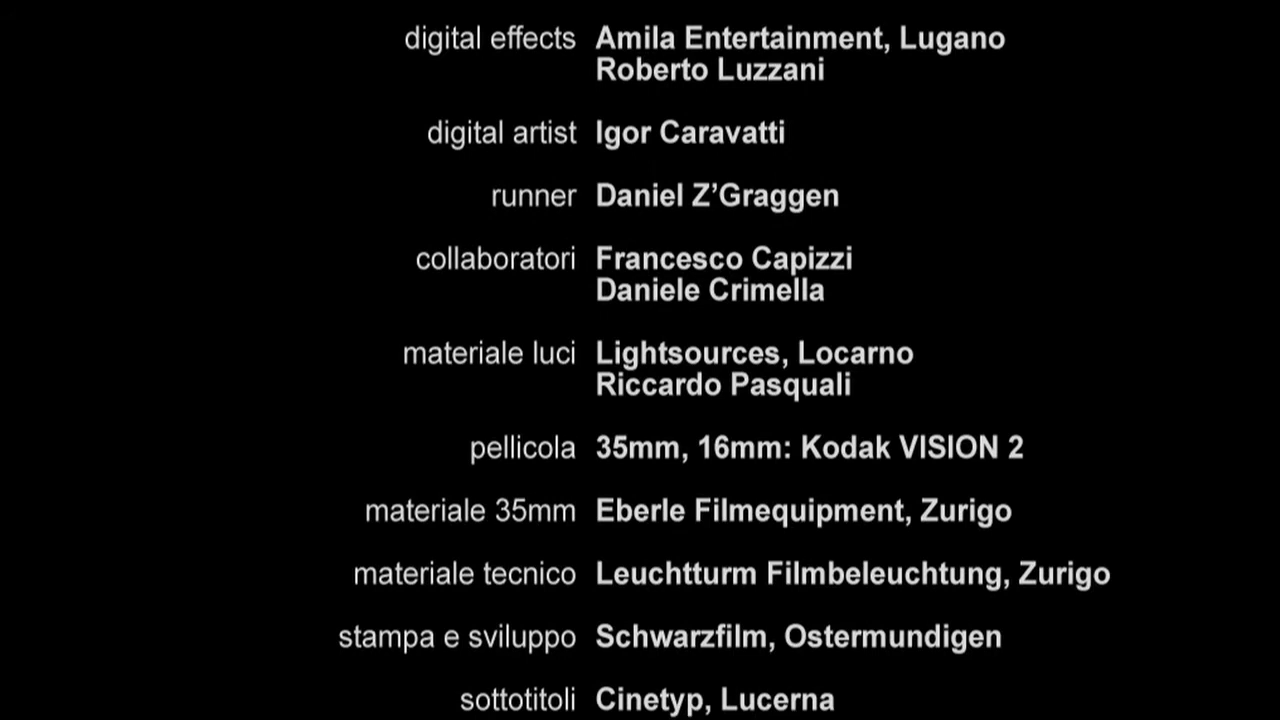 digital effects Amila Entertainment, Lugano
Roberto Luzzani
digital artist Igor Caravatti
runner Daniel Z’Graggen
collaboratori Francesco Capizzi
Daniele Crimella
materiale luci Lightsources, Locarno
Riccardo Pasquali
pellicola 35mm, 16mm: Kodak VISION 2
materiale 35mm Eberle Filmequipment, Zurigo
materiale tecnico Leuchtturm Filmbeleuchtung, Zurigo
stampa e sviluppo Schwarzfilm, Ostermundigen
sottotitoli Cinetyp, Lucerna